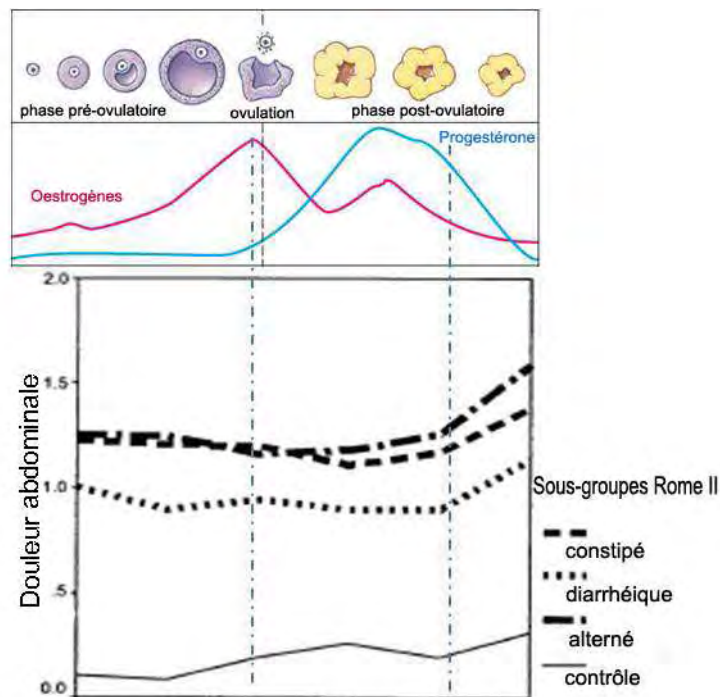 phase pré-ovulatoire
ovulation
phase post-ovulatoire
Progestérone
Oestrogènes
2.0
1.5
1.0
.5
0.0
Douleur abdominale
Sous-groupes Rome II
constipé
diarrhéique
alterné
contrôle